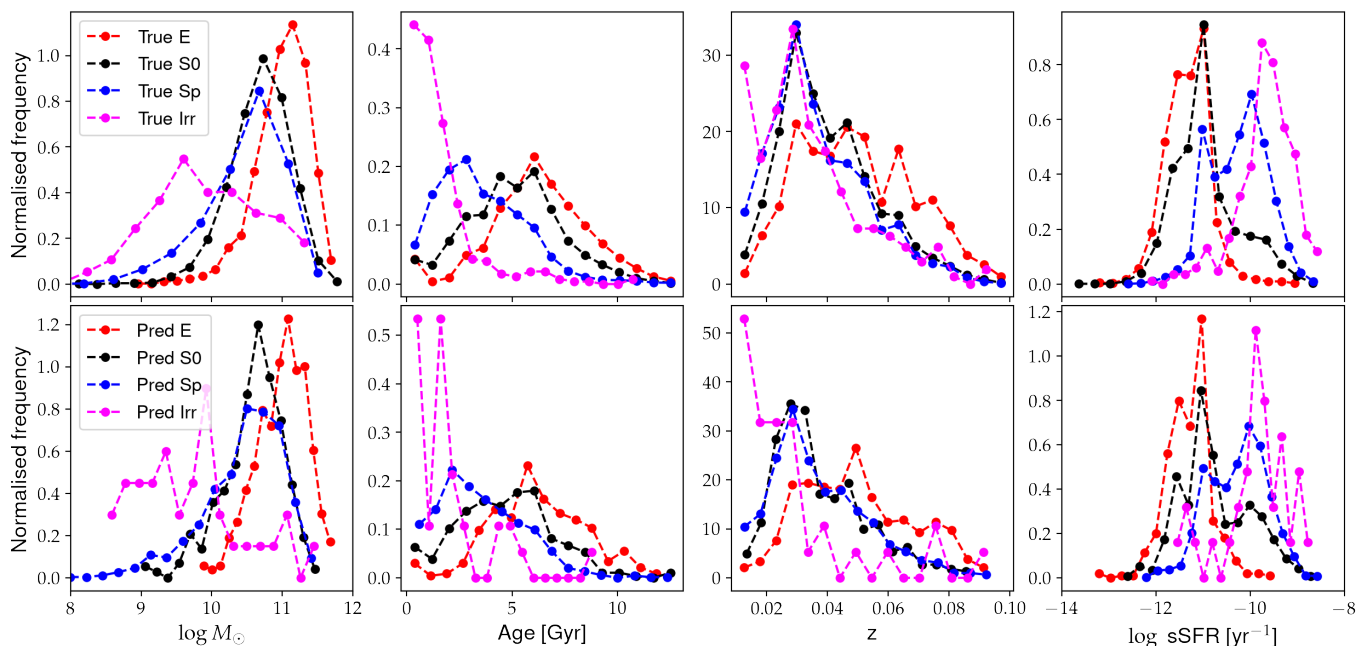 Normalised frequency
1.0
0.8
0.6
0.4
0.2
0.0
True E
True S0
True Sp
True Irr
0.4
0.3
0.2
0.1
0.0
30
20
10
0
0.8
0.6
0.4
0.2
0.0
Normalised frequency
1.2
1.0
0.8
0.6
0.4
0.2
0.0
Pred E
Pred S0
Pred Sp
Pred Irr
8 9 10 11 12
log M☉
0.5
0.4
0.3
0.2
0.1
0.0
0 5 10
Age [Gyr]
50
40
30
20
10
0
0.02 0.04 0.06 0.08 0.10
z
1.2
1.0
0.8
0.6
0.4
0.2
0.0
−14 −12 −10 −8
log sSFR [yr⁻¹]